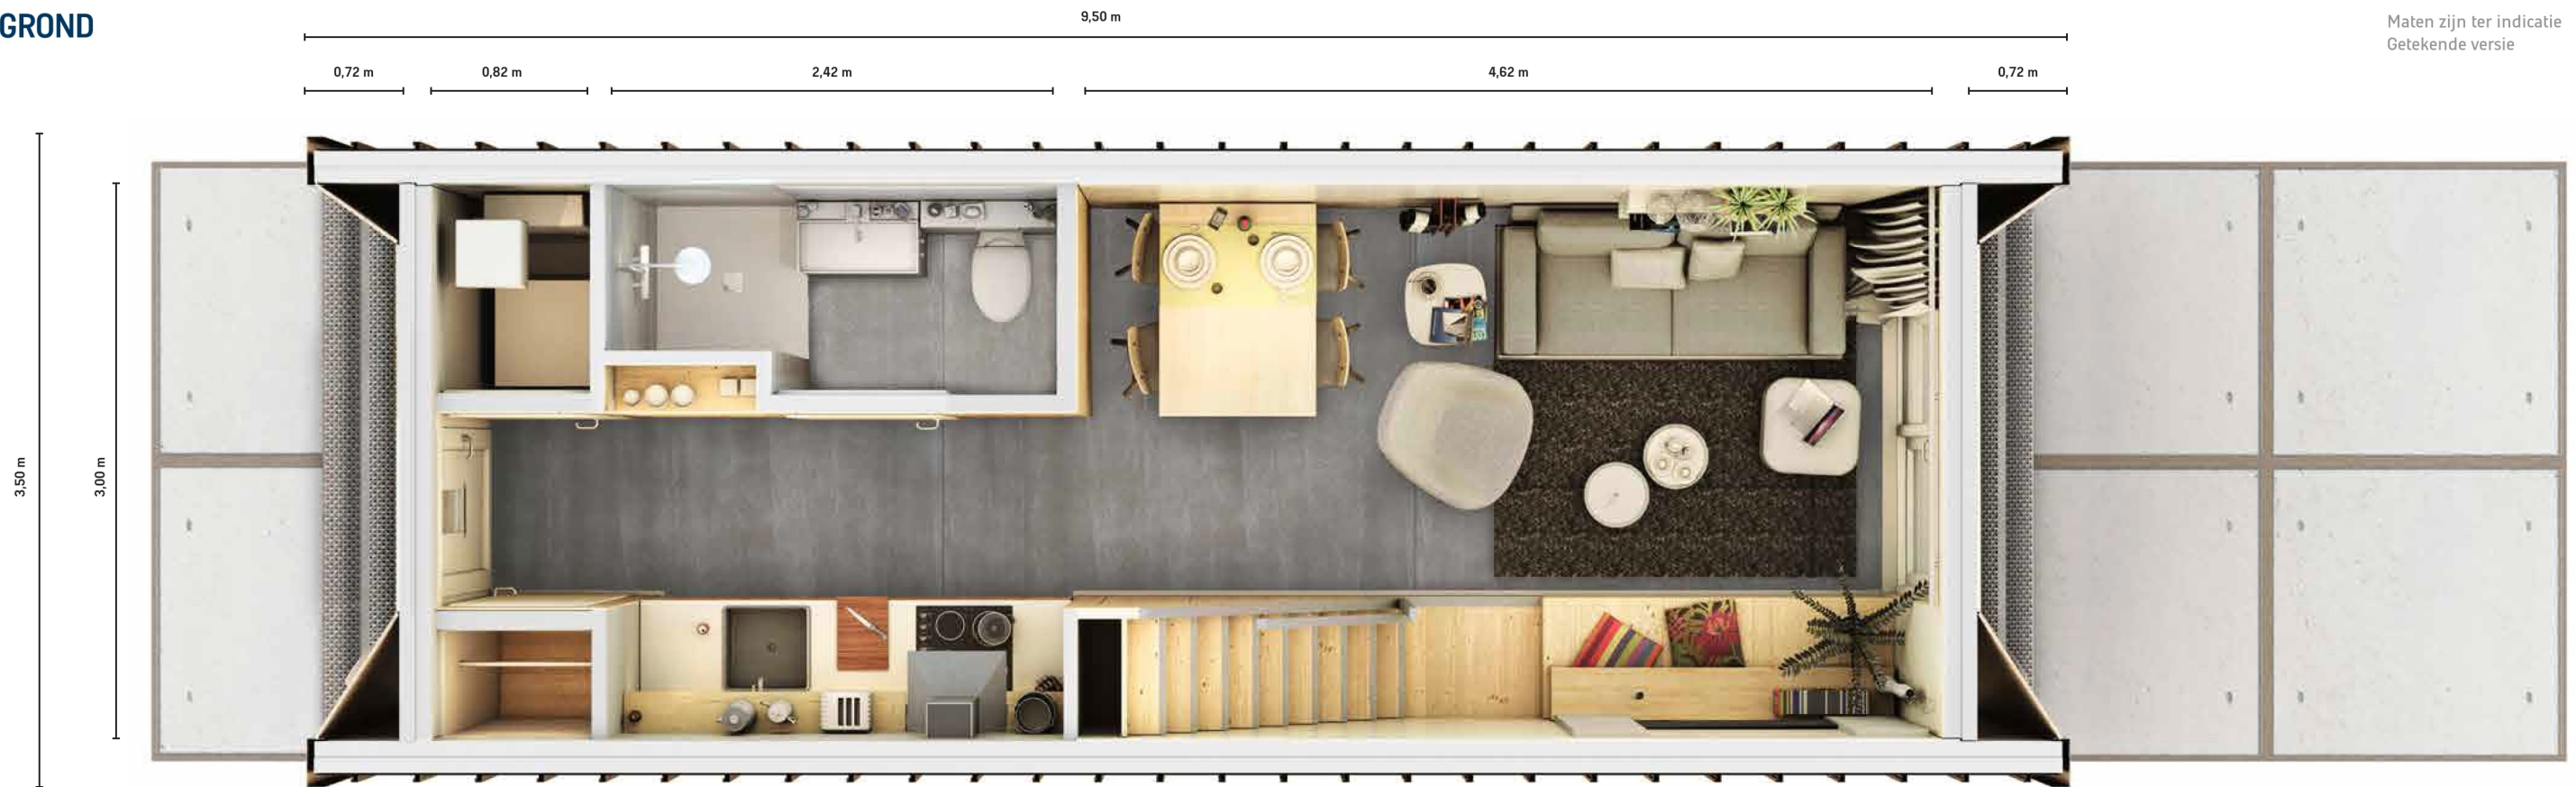 GROND
9,50 m
Maten zijn ter indicatie
Getekende versie
0,72 m
0,82 m
2,42 m
4,62 m
0,72 m
3,50 m
3,00 m